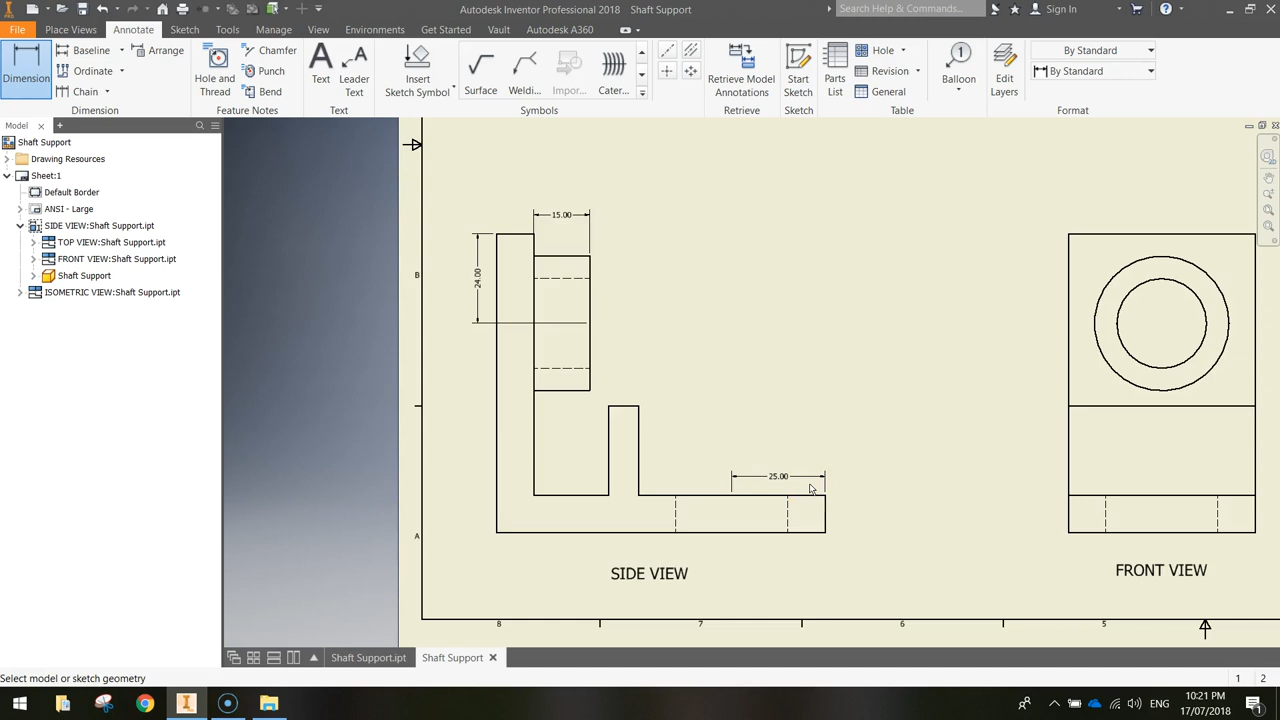 Autodesk Inventor Professional 2018 Shaft Support
Search Help & Commands... Sign In
File Place Views Annotate Sketch Tools Manage View Environments Get Started Vault Autodesk A360
Dimension
Baseline Arrange
Ordinate
Chain
Dimension
Hole and Thread
Chamfer
Punch
Bend
Feature Notes
Text
Leader Text
Text
Insert Sketch Symbol
Surface
Weldi...
Impor...
Cater...
Symbols
Retrieve Model Annotations
Retrieve
Start Sketch
Sketch
Parts List
Hole
Revision
General
Table
Balloon
Edit Layers
By Standard
By Standard
Format
Model
Shaft Support
Drawing Resources
Sheet:1
Default Border
ANSI - Large
SIDE VIEW:Shaft Support.ipt
TOP VIEW:Shaft Support.ipt
FRONT VIEW:Shaft Support.ipt
Shaft Support
ISOMETRIC VIEW:Shaft Support.ipt
15.00
24.00
B
25.00
A
SIDE VIEW
FRONT VIEW
8 7 6 5
Shaft Support.ipt Shaft Support
Select model or sketch geometry
1 2
ENG
10:21 PM
17/07/2018
1